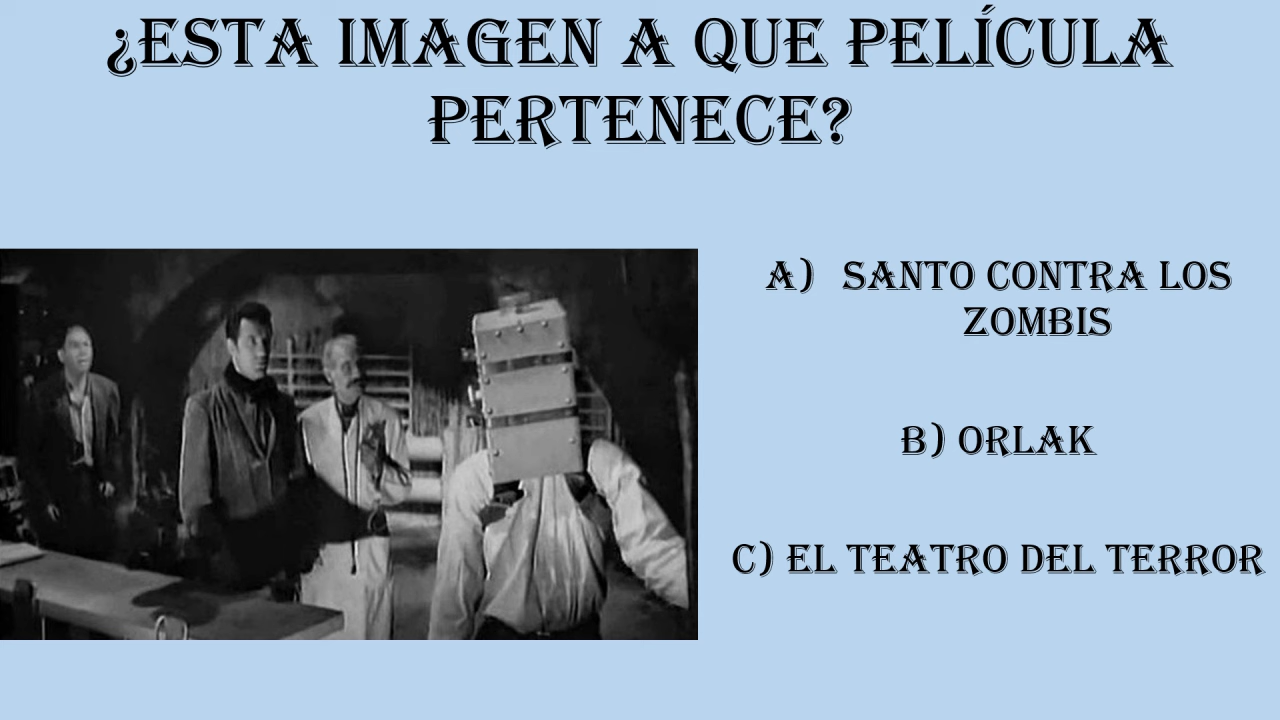 ¿ESTA IMAGEN A QUE PELÍCULA
PERTENECE?
A) SANTO CONTRA LOS
ZOMBIS
B) ORLAK
C) EL TEATRO DEL TERROR